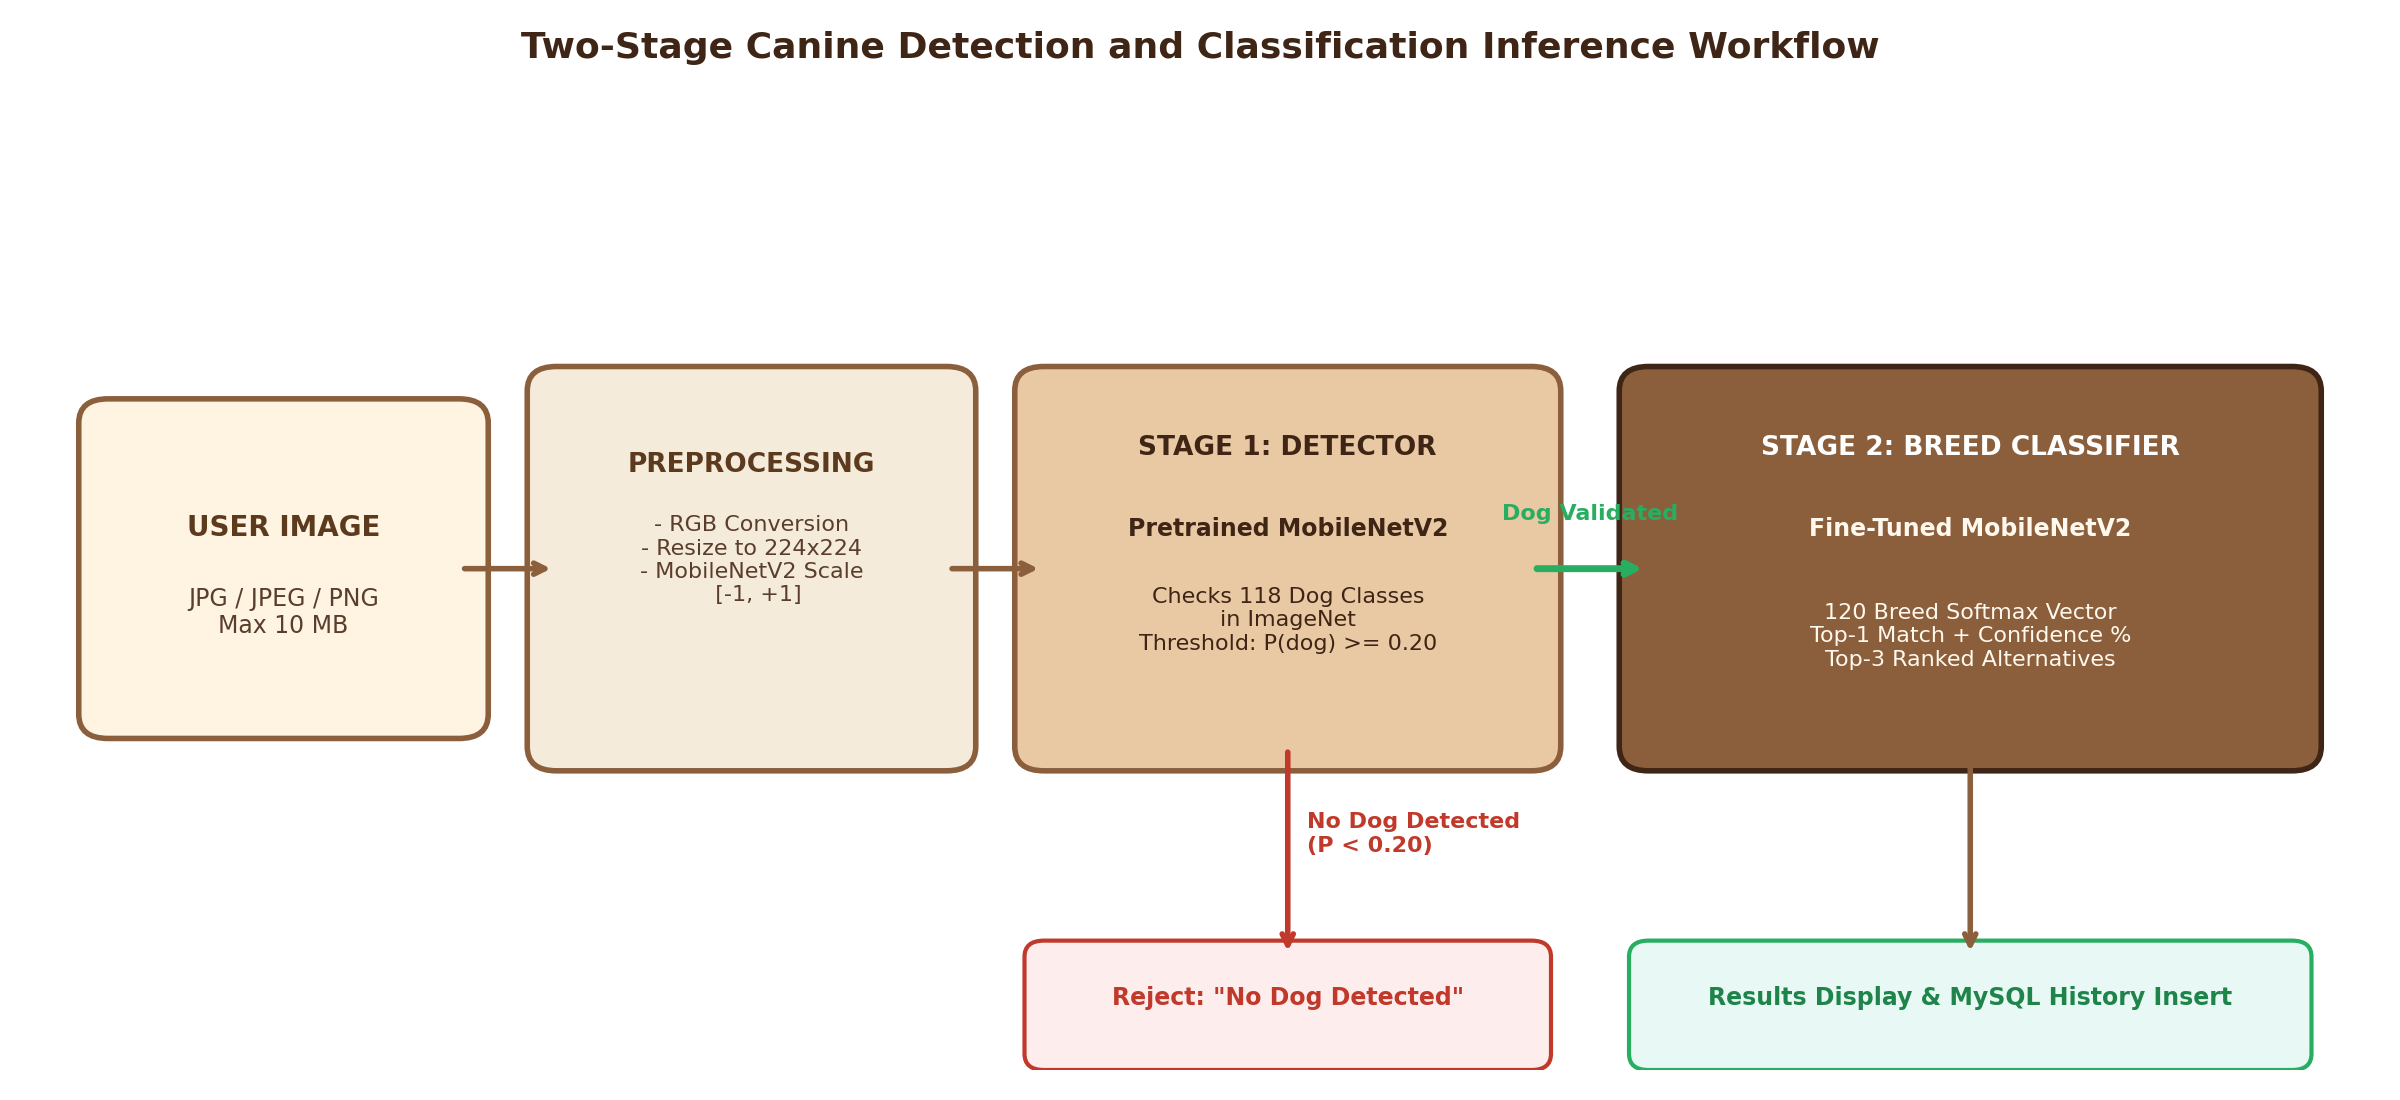 Two-Stage Canine Detection and Classification Inference Workflow
USER IMAGE
JPG / JPEG / PNG
Max 10 MB
PREPROCESSING
- RGB Conversion
- Resize to 224x224
- MobileNetV2 Scale
[-1, +1]
STAGE 1: DETECTOR
Pretrained MobileNetV2
Checks 118 Dog Classes
in ImageNet
Threshold: P(dog) >= 0.20
Dog Validated
STAGE 2: BREED CLASSIFIER
Fine-Tuned MobileNetV2
120 Breed Softmax Vector
Top-1 Match + Confidence %
Top-3 Ranked Alternatives
No Dog Detected
(P < 0.20)
Reject: "No Dog Detected"
Results Display & MySQL History Insert